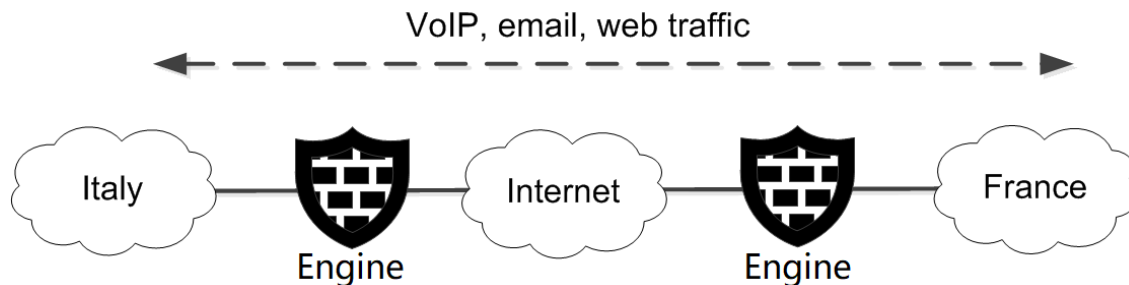 VoIP, email, web traffic
Italy
Internet
France
Engine
Engine